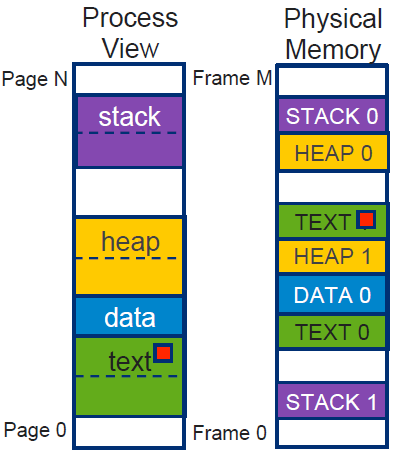 Process
View
Page N
stack
heap
data
text
Page 0
Physical
Memory
Frame M
STACK 0
HEAP 0
TEXT
HEAP 1
DATA 0
TEXT 0
STACK 1
Frame 0